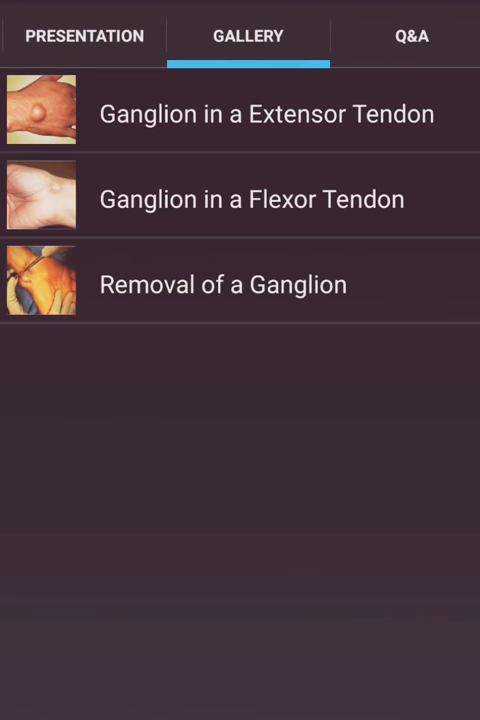 PRESENTATION
GALLERY
Q&A
Ganglion in a Extensor Tendon
Ganglion in a Flexor Tendon
Removal of a Ganglion